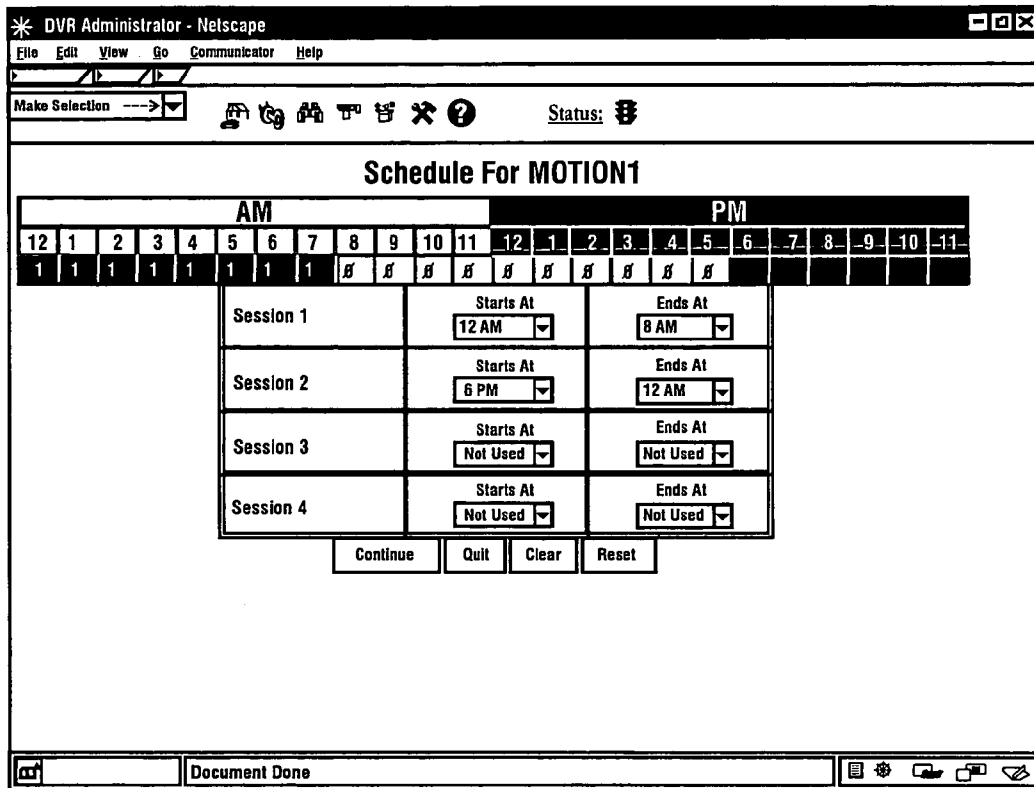 DVR Administrator - Netscape
File Edit View Go Communicator Help
Make Selection ---> Status:
Schedule For MOTION1
AM PM
12 1 2 3 4 5 6 7 8 9 10 11 12 1 2 3 4 5 6 7 8 9 10 11
1 1 1 1 1 1 1 1 Ø Ø Ø Ø Ø Ø Ø Ø Ø Ø
Session 1
Starts At
12 AM
Ends At
8 AM
Session 2
Starts At
6 PM
Ends At
12 AM
Session 3
Starts At
Not Used
Ends At
Not Used
Session 4
Starts At
Not Used
Ends At
Not Used
Continue Quit Clear Reset
Document Done